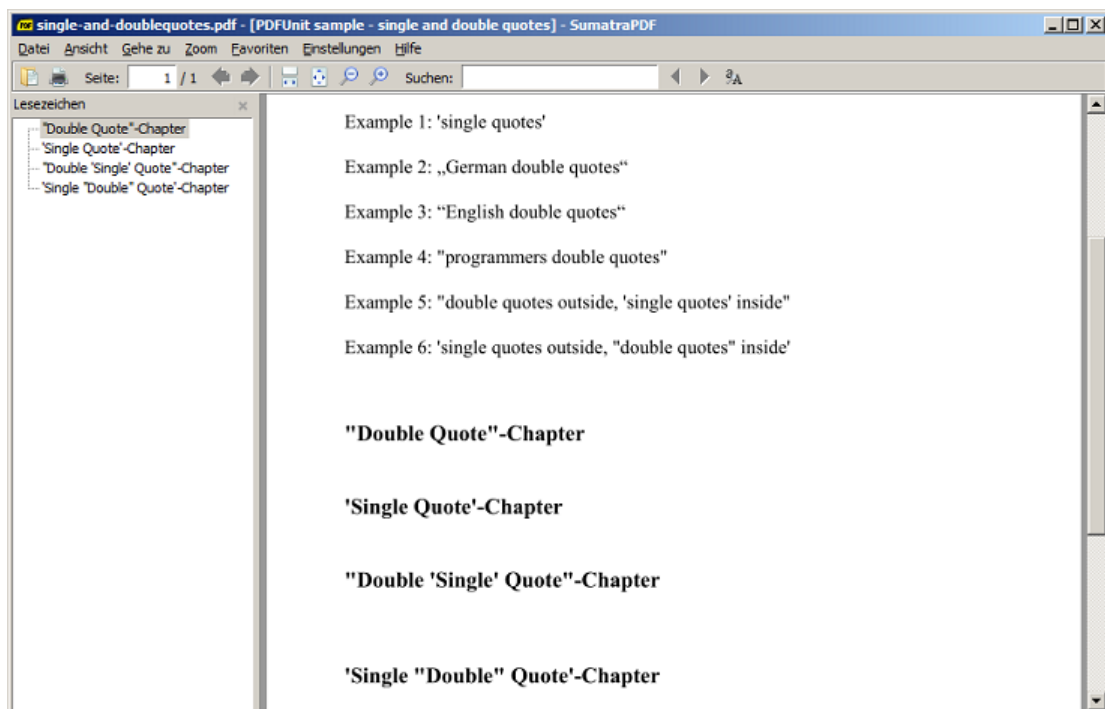 single-and-doublequotes.pdf - [PDFUnit sample - single and double quotes] - SumatraPDF
Datei Ansicht Gehe zu Zoom Favoriten Einstellungen Hilfe
Seite: 1 / 1 Suchen: ªA
Lesezeichen
"Double Quote"-Chapter
'Single Quote'-Chapter
"Double 'Single' Quote"-Chapter
'Single "Double" Quote'-Chapter
Example 1: 'single quotes'
Example 2: „German double quotes“
Example 3: “English double quotes“
Example 4: "programmers double quotes"
Example 5: "double quotes outside, 'single quotes' inside"
Example 6: 'single quotes outside, "double quotes" inside'
"Double Quote"-Chapter
'Single Quote'-Chapter
"Double 'Single' Quote"-Chapter
'Single "Double" Quote'-Chapter